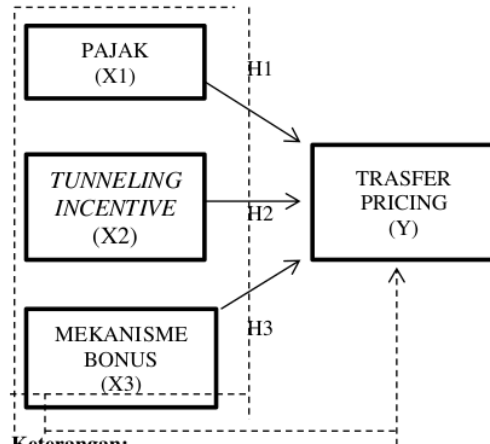 PAJAK
(X1)
H1
TUNNELING
INCENTIVE
(X2)
H2
TRASFER
PRICING
(Y)
MEKANISME
BONUS
(X3)
H3
Keterangan: